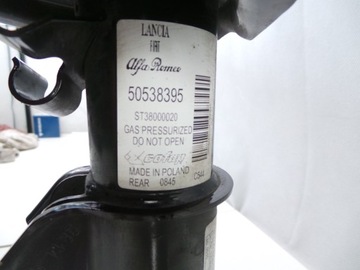 LANCIA
FIAT
Alfa Romeo
50538395
ST38000020
GAS PRESSURIZED
DO NOT OPEN
MADE IN POLAND
REAR 0845